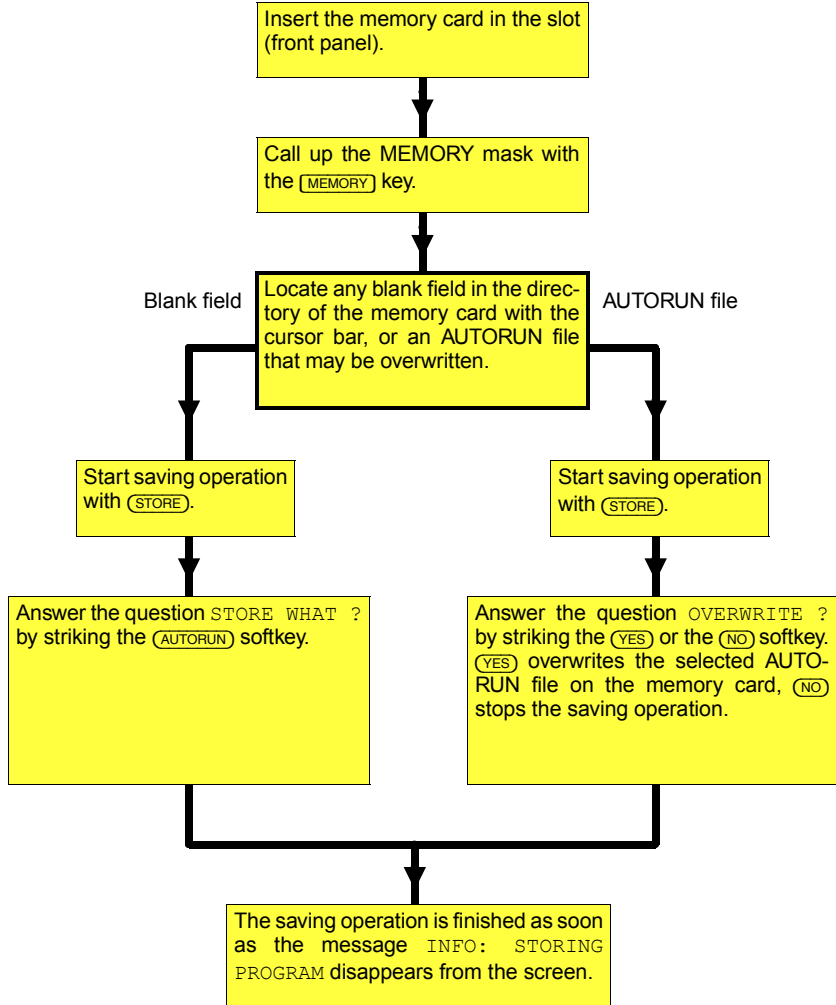 Insert the memory card in the slot
(front panel).
Call up the MEMORY mask with
the MEMORY key.
Blank field
Locate any blank field in the direc-
tory of the memory card with the
cursor bar, or an AUTORUN file
that may be overwritten.
AUTORUN file
Start saving operation
with STORE.
Start saving operation
with STORE.
Answer the question STORE WHAT ?
by striking the AUTORUN softkey.
Answer the question OVERWRITE ?
by striking the YES or the NO softkey.
YES overwrites the selected AUTO-
RUN file on the memory card, NO
stops the saving operation.
The saving operation is finished as soon
as the message INFO: STORING
PROGRAM disappears from the screen.